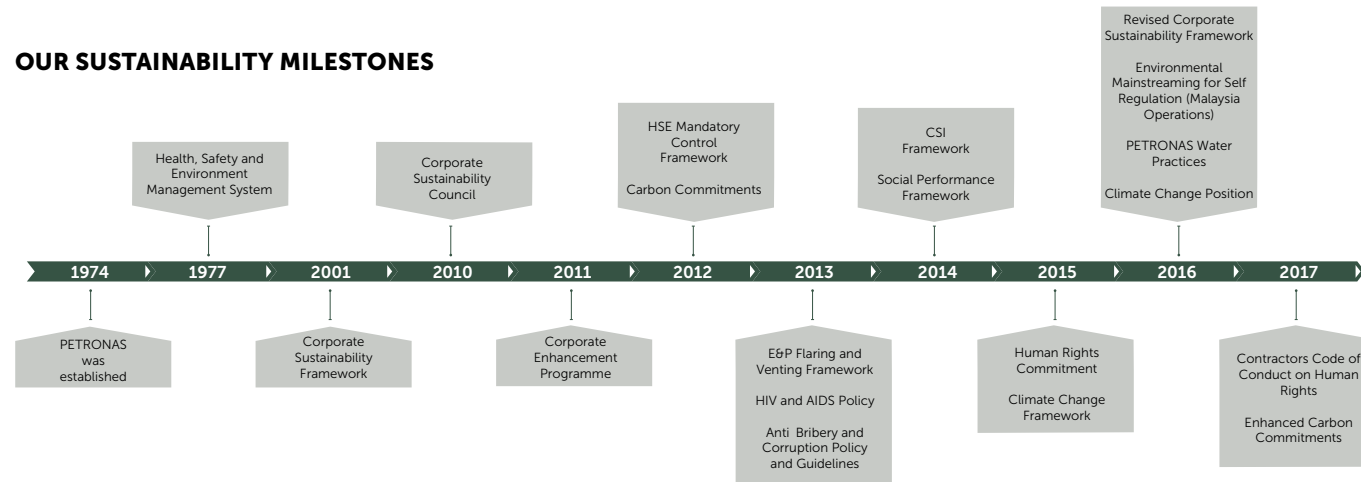 OUR SUSTAINABILITY MILESTONES
Revised Corporate
Sustainability Framework
Environmental
Mainstreaming for Self
Regulation (Malaysia
Operations)
PETRONAS Water
Practices
Climate Change Position
Health, Safety and
Environment
Management System
Corporate
Sustainability
Council
HSE Mandatory
Control
Framework
Carbon Commitments
CSI
Framework
Social Performance
Framework
1974 1977 2001 2010 2011 2012 2013 2014 2015 2016 2017
PETRONAS
was
established
Corporate
Sustainability
Framework
Corporate
Enhancement
Programme
E&P Flaring and
Venting Framework
HIV and AIDS Policy
Anti Bribery and
Corruption Policy
and Guidelines
Human Rights
Commitment
Climate Change
Framework
Contractors Code of
Conduct on Human
Rights
Enhanced Carbon
Commitments